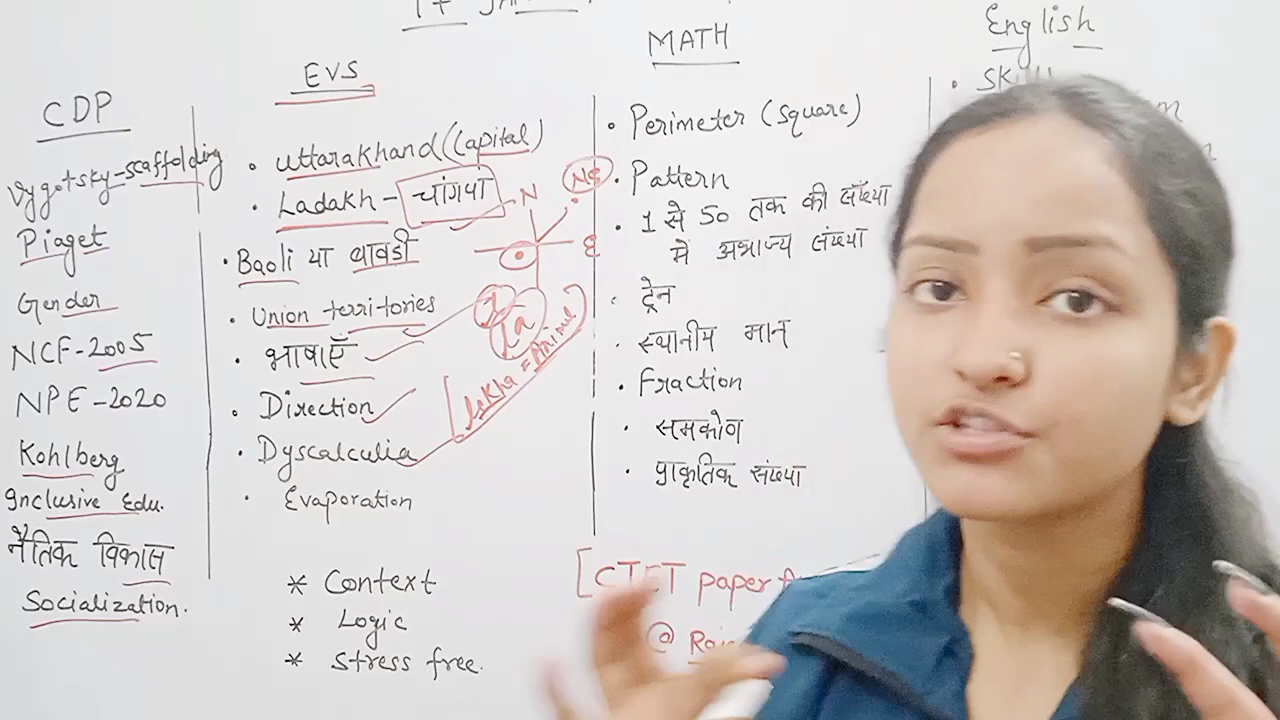 CDP
Vygotsky-scaffolding
Piaget
Gender
NCF-2005
NPE-2020
Kohlberg
Inclusive Edu.
नैतिक विकास
Socialization.
EVS
Uttarakhand (Capital)
Ladakh - चांगपा
Baoli या बावडी
Union territories
भाषाएँ
Direction
Dyscalculia
Evaporation
* Context
* Logic
* Stress free.
N
NE
E
= Animal
MATH
Perimeter (Square)
Pattern
1 से 50 तक की संख्या
में अभाज्य संख्या
ट्रेन
स्थानीय मान
Fraction
समकोण
प्राकृतिक संख्या
[CTET paper
@
English